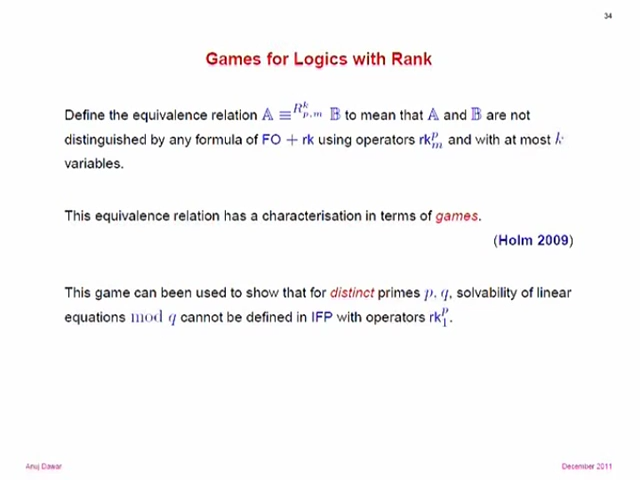 34
Games for Logics with Rank
Define the equivalence relation 𝔸 ≡^{R^k_{p,m}} 𝔹 to mean that 𝔸 and 𝔹 are not
distinguished by any formula of FO + rk using operators rk^p_m and with at most k
variables.
This equivalence relation has a characterisation in terms of games.
(Holm 2009)
This game can been used to show that for distinct primes p, q, solvability of linear
equations mod q cannot be defined in IFP with operators rk^p_1.
Anuj Dawar December 2011